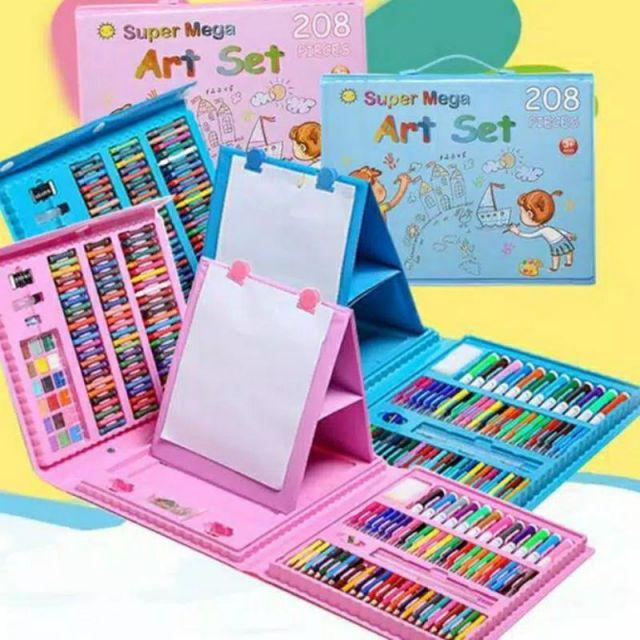 Super Mega
Art Set
208
PIECES
Super Mega
Art Set
208
PIECES
3+